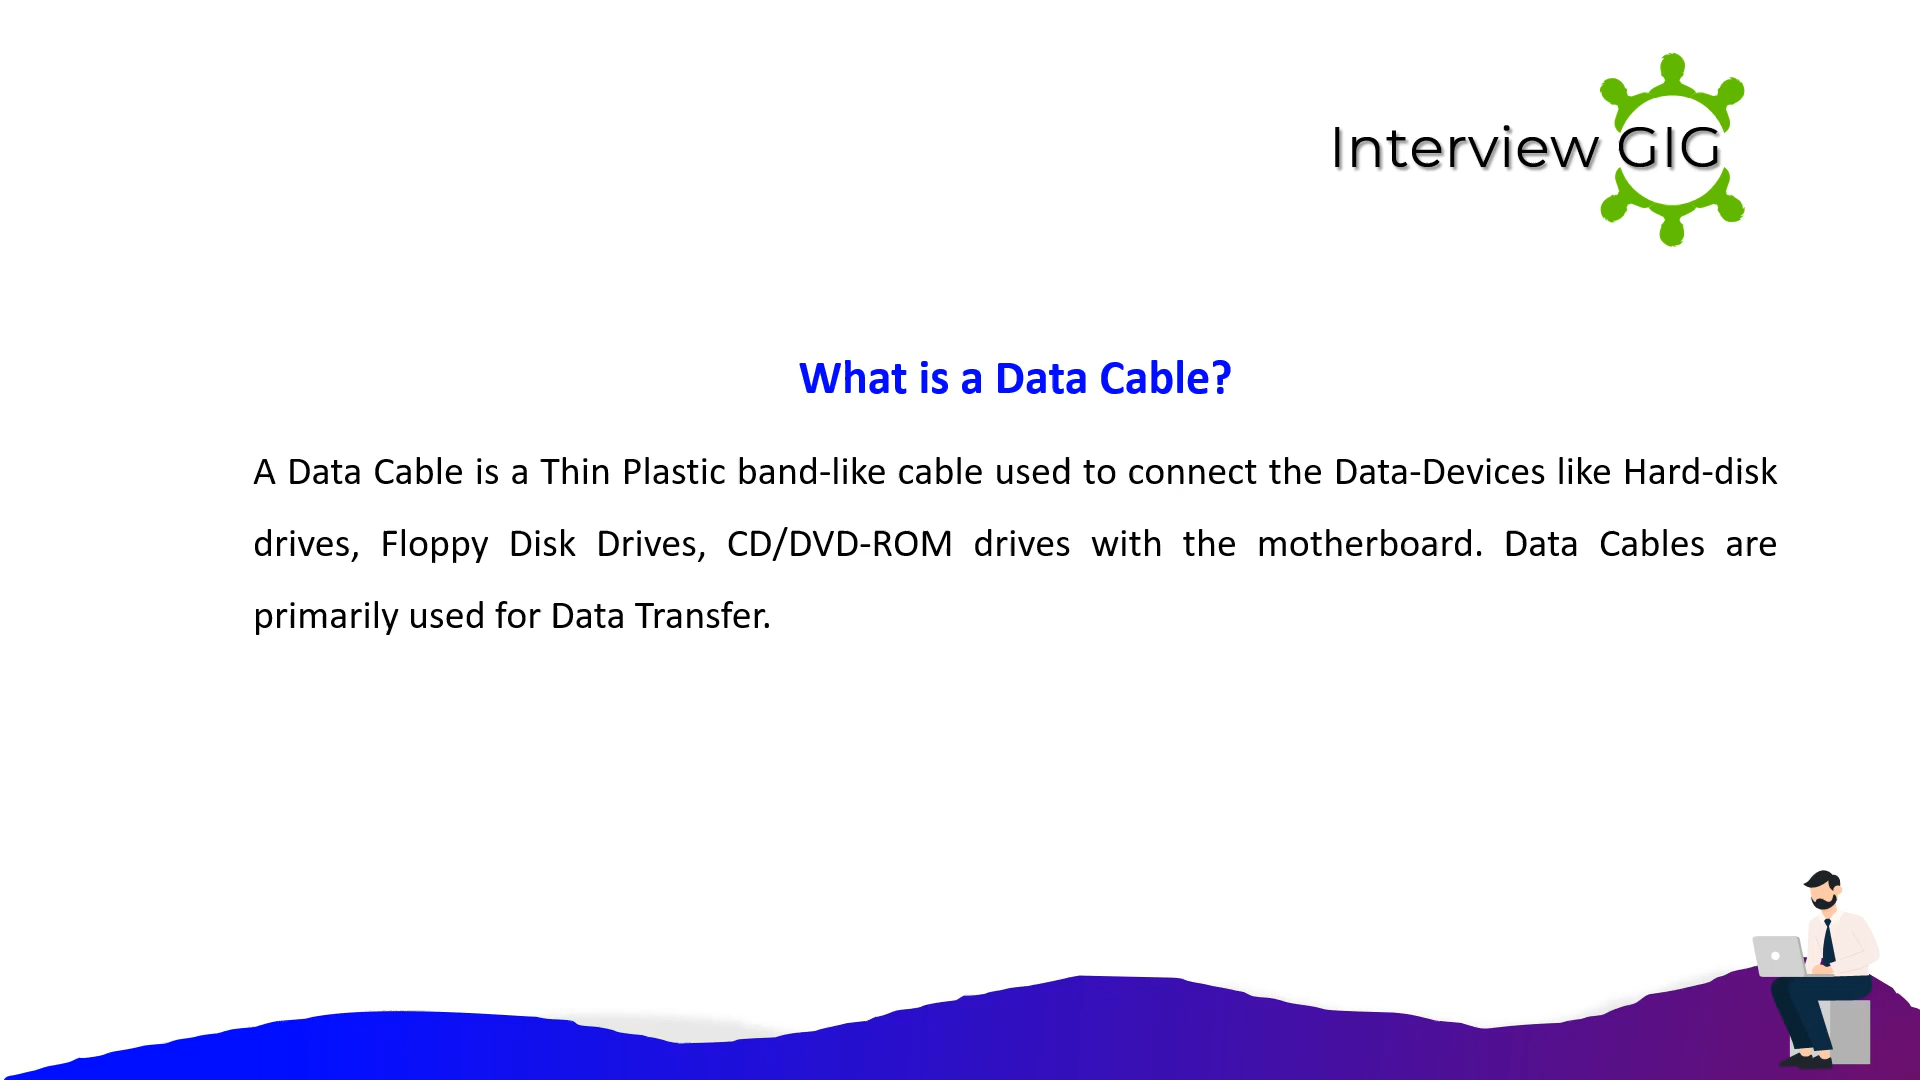 Interview GIG
What is a Data Cable?
A Data Cable is a Thin Plastic band-like cable used to connect the Data-Devices like Hard-disk
drives, Floppy Disk Drives, CD/DVD-ROM drives with the motherboard. Data Cables are
primarily used for Data Transfer.